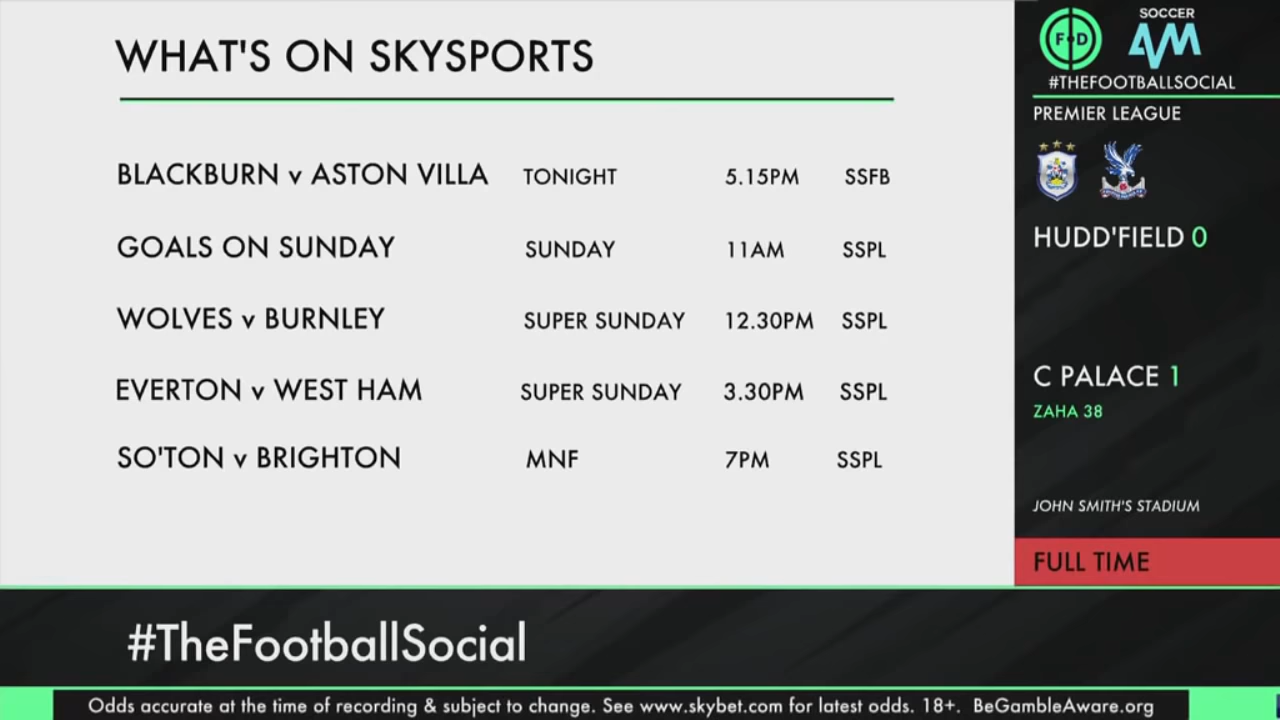 WHAT'S ON SKYSPORTS
BLACKBURN v ASTON VILLA TONIGHT 5.15PM SSFB
GOALS ON SUNDAY SUNDAY 11AM SSPL
WOLVES v BURNLEY SUPER SUNDAY 12.30PM SSPL
EVERTON v WEST HAM SUPER SUNDAY 3.30PM SSPL
SO'TON v BRIGHTON MNF 7PM SSPL
FD
SOCCER
AM
#THEFOOTBALLSOCIAL
PREMIER LEAGUE
HUDD'FIELD 0
C PALACE 1
ZAHA 38
JOHN SMITH'S STADIUM
FULL TIME
#TheFootballSocial
Odds accurate at the time of recording & subject to change. See www.skybet.com for latest odds. 18+. BeGambleAware.org